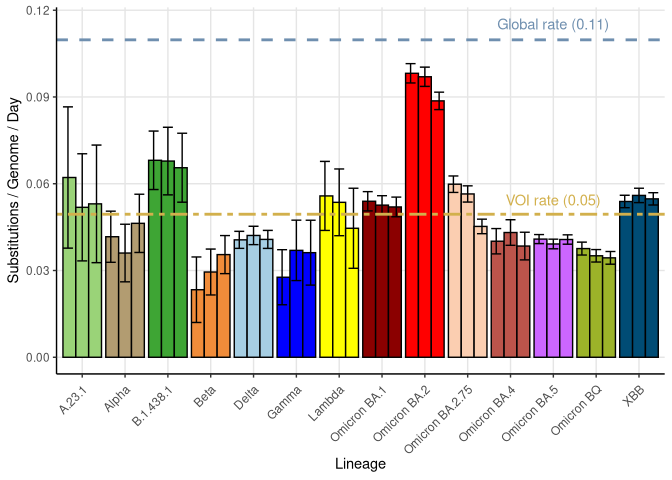 Global rate (0.11)
VOI rate (0.05)
Substitutions / Genome / Day
0.12
0.09
0.06
0.03
0.00
A.23.1
Alpha
B.1.438.1
Beta
Delta
Gamma
Lambda
Omicron BA.1
Omicron BA.2
Omicron BA.2.75
Omicron BA.4
Omicron BA.5
Omicron BQ
XBB
Lineage